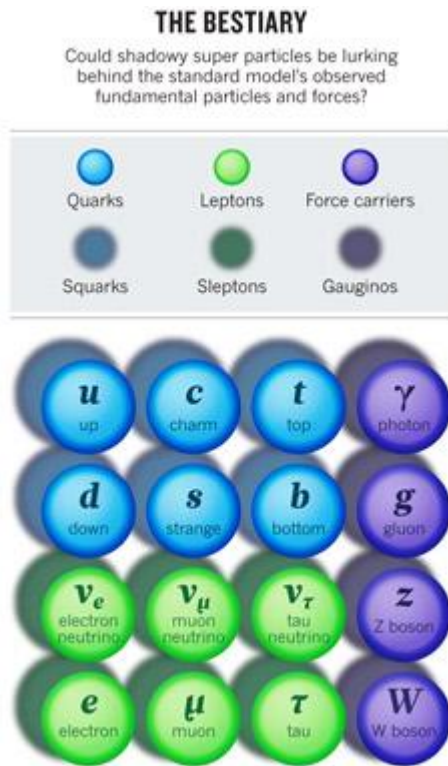 THE BESTIARY
Could shadowy super particles be lurking
behind the standard model's observed
fundamental particles and forces?
Quarks Leptons Force carriers
Squarks Sleptons Gauginos
u c t γ
up charm top photon
d s b g
down strange bottom gluon
νe νμ ντ z
electron neutrino muon neutrino tau neutrino Z boson
e μ τ W
electron muon tau W boson